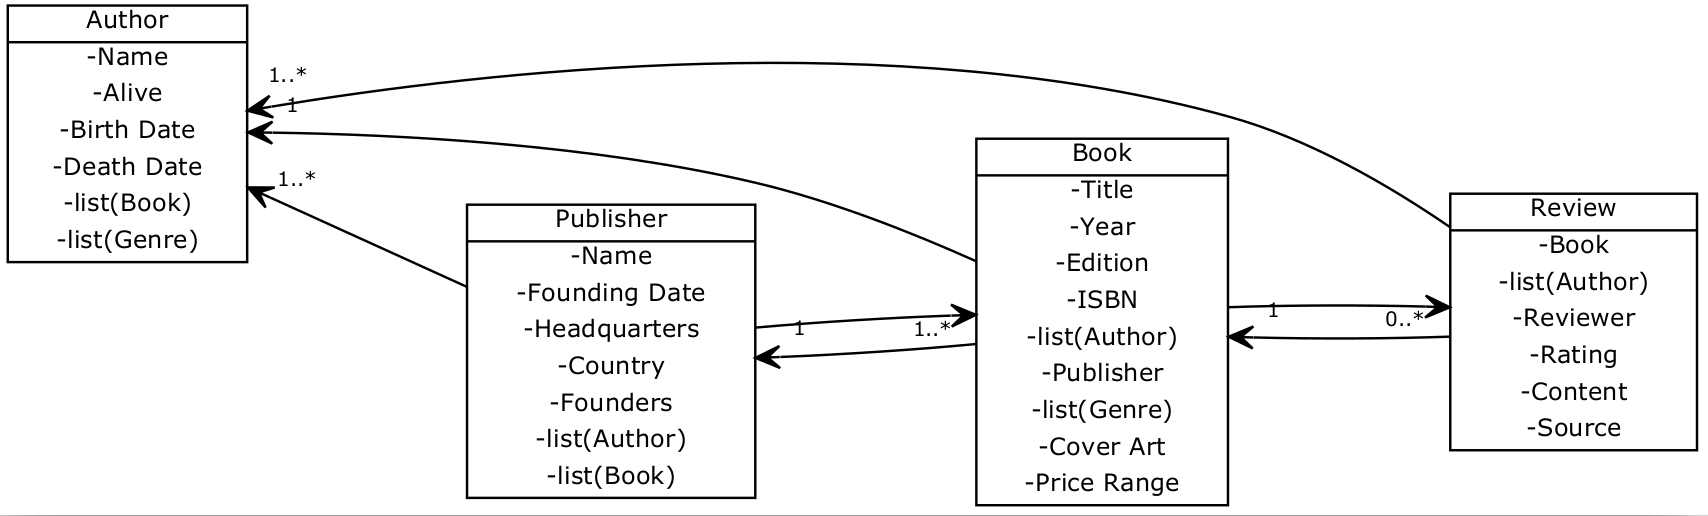 Author
-Name
-Alive
-Birth Date
-Death Date
-list(Book)
-list(Genre)
1..*
1
1..*
Publisher
-Name
-Founding Date
-Headquarters
-Country
-Founders
-list(Author)
-list(Book)
1
1..*
Book
-Title
-Year
-Edition
-ISBN
-list(Author)
-Publisher
-list(Genre)
-Cover Art
-Price Range
1
0..*
Review
-Book
-list(Author)
-Reviewer
-Rating
-Content
-Source